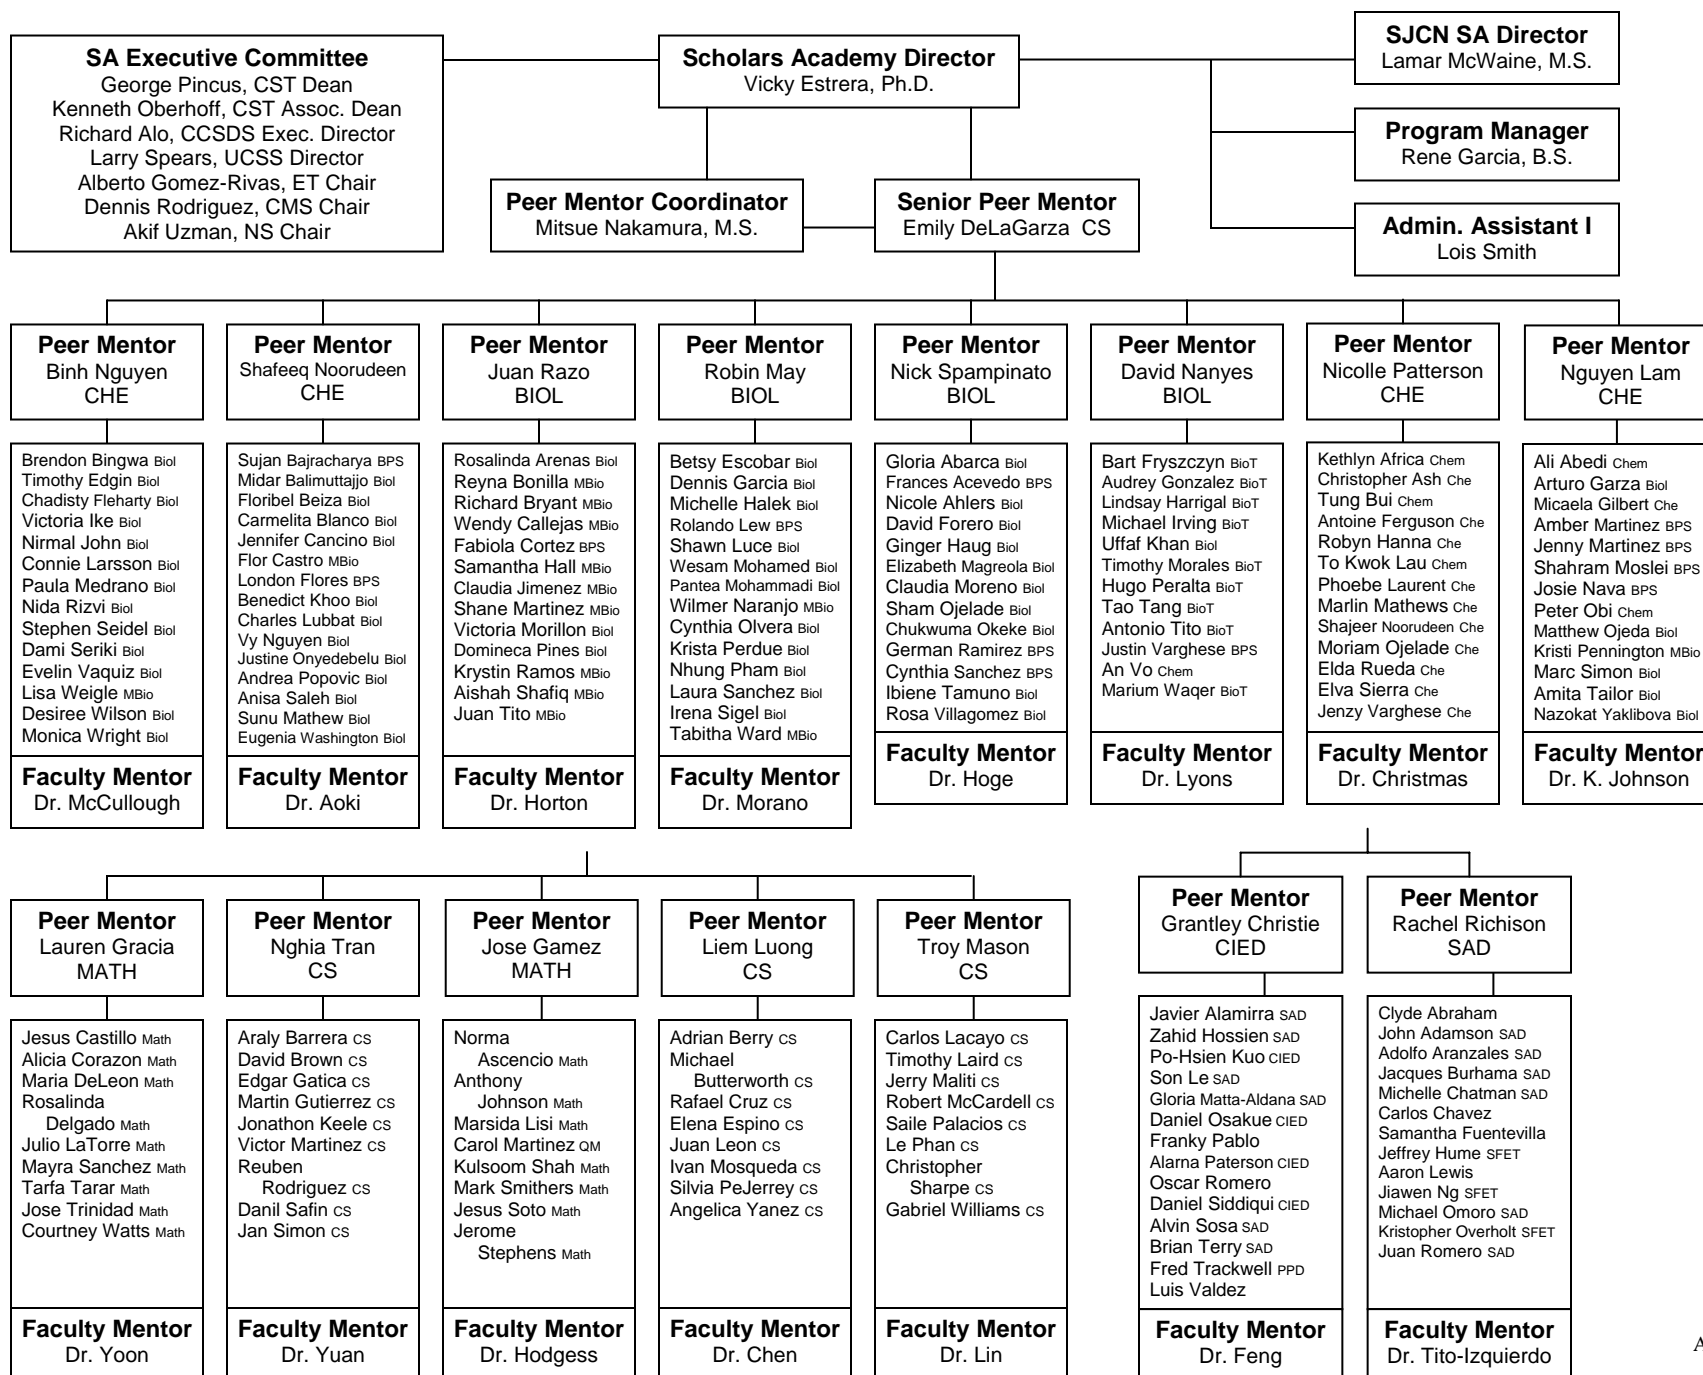 SA Executive Committee
George Pincus, CST Dean
Kenneth Oberhoff, CST Assoc. Dean
Richard Alo, CCSDS Exec. Director
Larry Spears, UCSS Director
Alberto Gomez-Rivas, ET Chair
Dennis Rodriguez, CMS Chair
Akif Uzman, NS Chair
Scholars Academy Director
Vicky Estrera, Ph.D.
SJCN SA Director
Lamar McWaine, M.S.
Program Manager
Rene Garcia, B.S.
Admin. Assistant I
Lois Smith
Peer Mentor Coordinator
Mitsue Nakamura, M.S.
Senior Peer Mentor
Emily DeLaGarza CS
Peer Mentor
Binh Nguyen
CHE
Brendon Bingwa Biol
Timothy Edgin Biol
Chadisty Fleharty Biol
Victoria Ike Biol
Nirmal John Biol
Connie Larsson Biol
Paula Medrano Biol
Nida Rizvi Biol
Stephen Seidel Biol
Dami Seriki Biol
Evelin Vaquiz Biol
Lisa Weigle MBio
Desiree Wilson Biol
Monica Wright Biol
Faculty Mentor
Dr. McCullough
Peer Mentor
Shafeeq Noorudeen
CHE
Sujan Bajracharya BPS
Midar Balimuttajjo Biol
Floribel Beiza Biol
Carmelita Blanco Biol
Jennifer Cancino Biol
Flor Castro MBio
London Flores BPS
Benedict Khoo Biol
Charles Lubbat Biol
Vy Nguyen Biol
Justine Onyedebelu Biol
Andrea Popovic Biol
Anisa Saleh Biol
Sunu Mathew Biol
Eugenia Washington Biol
Faculty Mentor
Dr. Aoki
Peer Mentor
Juan Razo
BIOL
Rosalinda Arenas Biol
Reyna Bonilla MBio
Richard Bryant MBio
Wendy Callejas MBio
Fabiola Cortez BPS
Samantha Hall MBio
Claudia Jimenez MBio
Shane Martinez MBio
Victoria Morillon Biol
Domineca Pines Biol
Krystin Ramos MBio
Aishah Shafiq MBio
Juan Tito MBio
Faculty Mentor
Dr. Horton
Peer Mentor
Robin May
BIOL
Betsy Escobar Biol
Dennis Garcia Biol
Michelle Halek Biol
Rolando Lew BPS
Shawn Luce Biol
Wesam Mohamed Biol
Pantea Mohammadi Biol
Wilmer Naranjo MBio
Cynthia Olvera Biol
Krista Perdue Biol
Nhung Pham Biol
Laura Sanchez Biol
Irena Sigel Biol
Tabitha Ward MBio
Faculty Mentor
Dr. Morano
Peer Mentor
Nick Spampinato
BIOL
Gloria Abarca Biol
Frances Acevedo BPS
Nicole Ahlers Biol
David Forero Biol
Ginger Haug Biol
Elizabeth Magreola Biol
Claudia Moreno Biol
Sham Ojelade Biol
Chukwuma Okeke Biol
German Ramirez BPS
Cynthia Sanchez BPS
Ibiene Tamuno Biol
Rosa Villagomez Biol
Faculty Mentor
Dr. Hoge
Peer Mentor
David Nanyes
BIOL
Bart Fryszczyn BioT
Audrey Gonzalez BioT
Lindsay Harrigal BioT
Michael Irving BioT
Uffaf Khan Biol
Timothy Morales BioT
Hugo Peralta BioT
Tao Tang BioT
Antonio Tito BioT
Justin Varghese BPS
An Vo Chem
Marium Waqer BioT
Faculty Mentor
Dr. Lyons
Peer Mentor
Nicolle Patterson
CHE
Kethlyn Africa Chem
Christopher Ash Che
Tung Bui Chem
Antoine Ferguson Che
Robyn Hanna Che
To Kwok Lau Chem
Phoebe Laurent Che
Marlin Mathews Che
Shajeer Noorudeen Che
Moriam Ojelade Che
Elda Rueda Che
Elva Sierra Che
Jenzy Varghese Che
Faculty Mentor
Dr. Christmas
Peer Mentor
Nguyen Lam
CHE
Ali Abedi Chem
Arturo Garza Biol
Micaela Gilbert Che
Amber Martinez BPS
Jenny Martinez BPS
Shahram Moslei BPS
Josie Nava BPS
Peter Obi Chem
Matthew Ojeda Biol
Kristi Pennington MBio
Marc Simon Biol
Amita Tailor Biol
Nazokat Yaklibova Biol
Faculty Mentor
Dr. K. Johnson
Peer Mentor
Lauren Gracia
MATH
Jesus Castillo Math
Alicia Corazon Math
Maria DeLeon Math
Rosalinda
Delgado Math
Julio LaTorre Math
Mayra Sanchez Math
Tarfa Tarar Math
Jose Trinidad Math
Courtney Watts Math
Faculty Mentor
Dr. Yoon
Peer Mentor
Nghia Tran
CS
Araly Barrera CS
David Brown CS
Edgar Gatica CS
Martin Gutierrez CS
Jonathon Keele CS
Victor Martinez CS
Reuben
Rodriguez CS
Danil Safin CS
Jan Simon CS
Faculty Mentor
Dr. Yuan
Peer Mentor
Jose Gamez
MATH
Norma
Ascencio Math
Anthony
Johnson Math
Marsida Lisi Math
Carol Martinez QM
Kulsoom Shah Math
Mark Smithers Math
Jesus Soto Math
Jerome
Stephens Math
Faculty Mentor
Dr. Hodgess
Peer Mentor
Liem Luong
CS
Adrian Berry CS
Michael
Butterworth CS
Rafael Cruz CS
Elena Espino CS
Juan Leon CS
Ivan Mosqueda CS
Silvia PeJerrey CS
Angelica Yanez CS
Faculty Mentor
Dr. Chen
Peer Mentor
Troy Mason
CS
Carlos Lacayo CS
Timothy Laird CS
Jerry Maliti CS
Robert McCardell CS
Saile Palacios CS
Le Phan CS
Christopher
Sharpe CS
Gabriel Williams CS
Faculty Mentor
Dr. Lin
Peer Mentor
Grantley Christie
CIED
Javier Alamirra SAD
Zahid Hossien SAD
Po-Hsien Kuo CIED
Son Le SAD
Gloria Matta-Aldana SAD
Daniel Osakue CIED
Franky Pablo
Alarna Paterson CIED
Oscar Romero
Daniel Siddiqui CIED
Alvin Sosa SAD
Brian Terry SAD
Fred Trackwell PPD
Luis Valdez
Faculty Mentor
Dr. Feng
Peer Mentor
Rachel Richison
SAD
Clyde Abraham
John Adamson SAD
Adolfo Aranzales SAD
Jacques Burhama SAD
Michelle Chatman SAD
Carlos Chavez
Samantha Fuentevilla
Jeffrey Hume SFET
Aaron Lewis
Jiawen Ng SFET
Michael Omoro SAD
Kristopher Overholt SFET
Juan Romero SAD
Faculty Mentor
Dr. Tito-Izquierdo
A